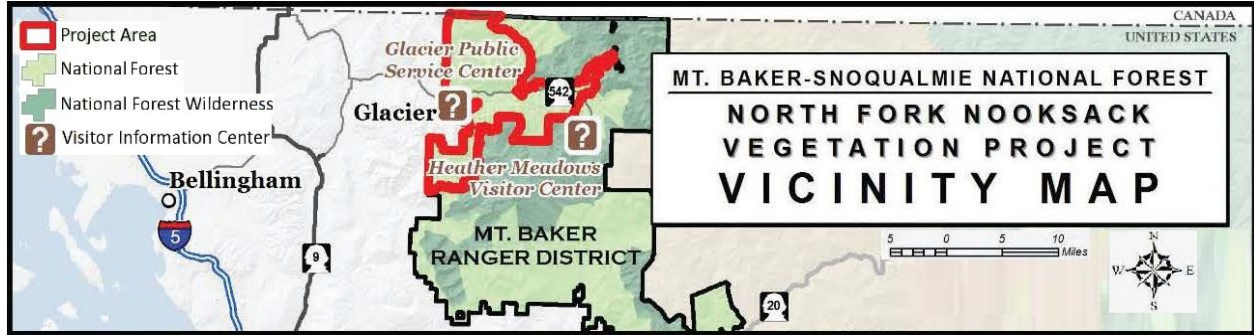 Project Area
National Forest
National Forest Wilderness
? Visitor Information Center
Glacier Public
Service Center
Glacier
?
542
?
Heather Meadows
Visitor Center
Bellingham
5
9
MT. BAKER
RANGER DISTRICT
20
CANADA
UNITED STATES
MT. BAKER-SNOQUALMIE NATIONAL FOREST
NORTH FORK NOOKSACK
VEGETATION PROJECT
VICINITY MAP
5 0 5 10
Miles
N
W E
S